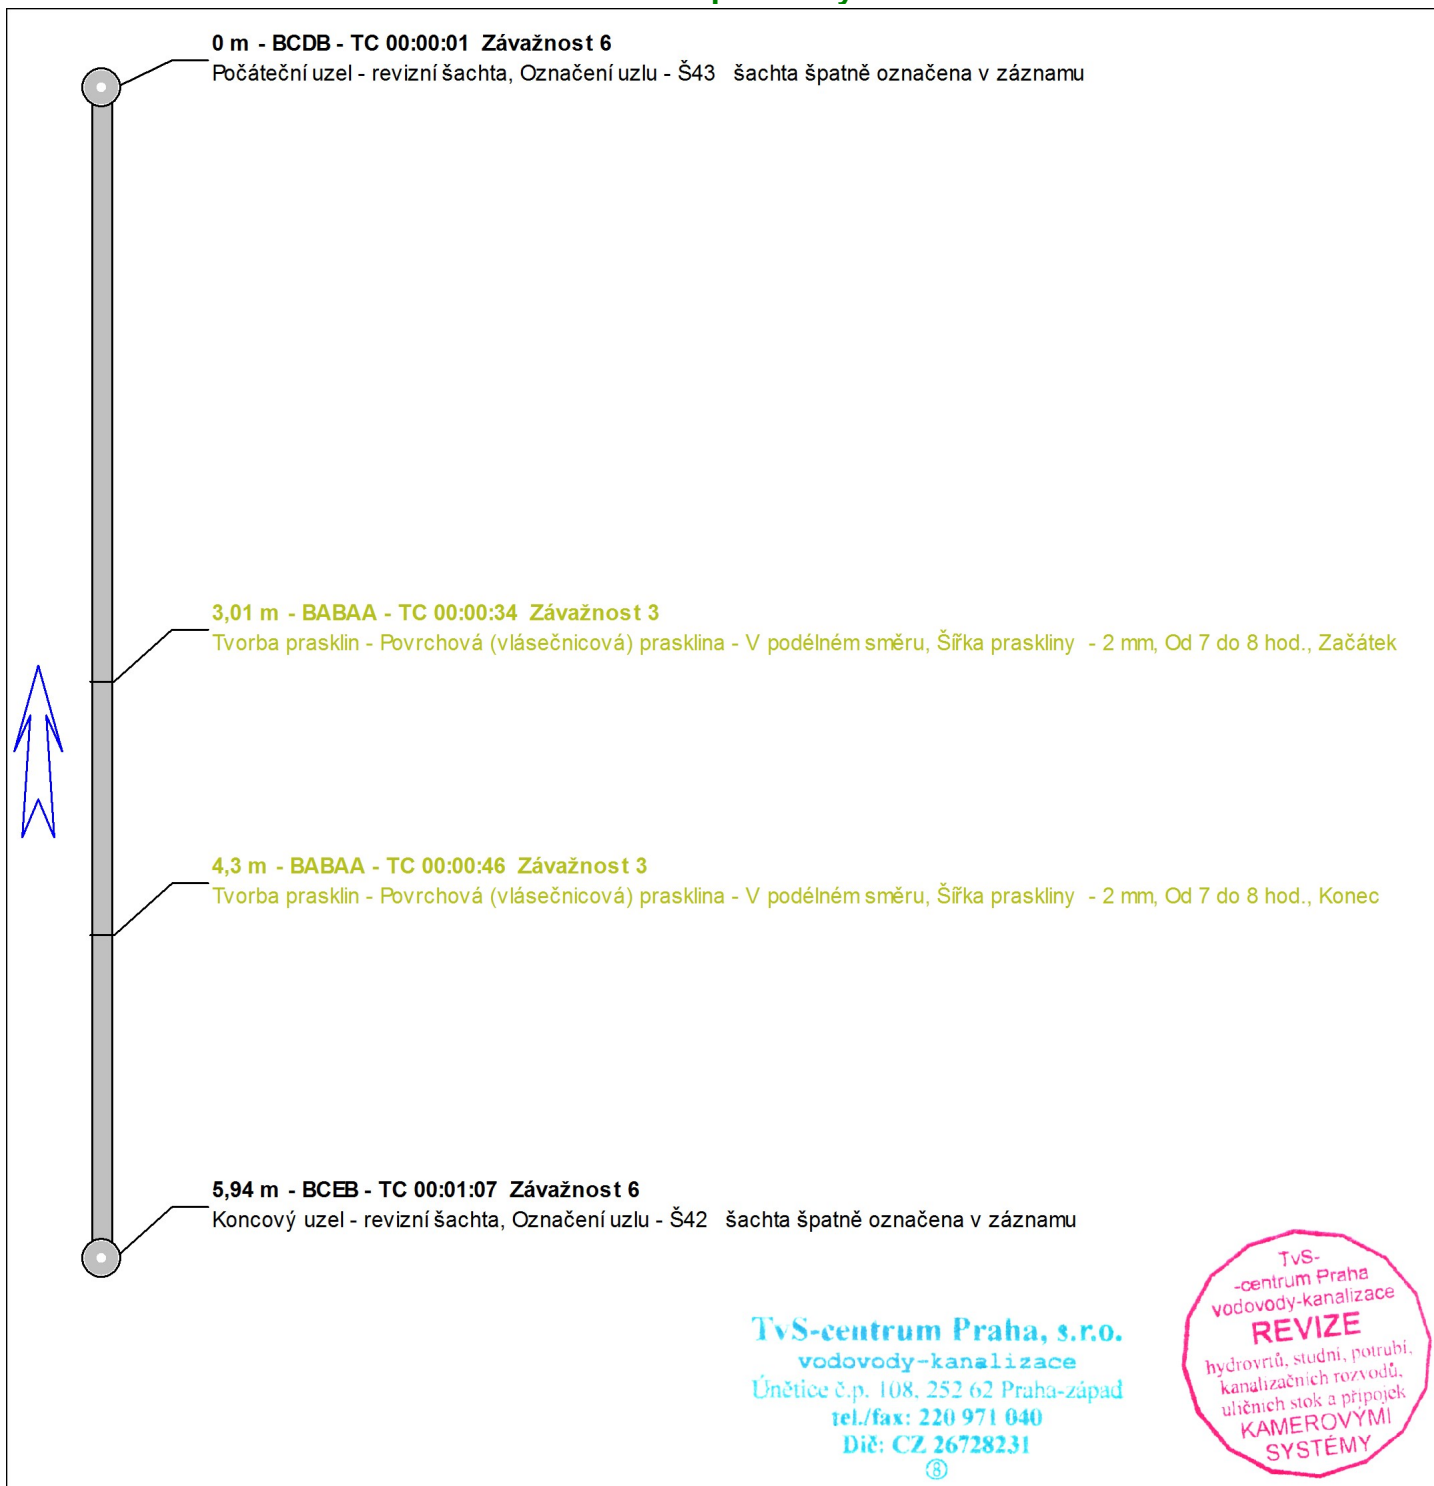 0 m - BCDB - TC 00:00:01 Závažnost 6
Počáteční uzel - revizní šachta, Označení uzlu - Š43 šachta špatně označena v záznamu
3,01 m - BABAA - TC 00:00:34 Závažnost 3
Tvorba prasklin - Povrchová (vlásečnicová) prasklina - V podélném směru, Šířka praskliny - 2 mm, Od 7 do 8 hod., Začátek
4,3 m - BABAA - TC 00:00:46 Závažnost 3
Tvorba prasklin - Povrchová (vlásečnicová) prasklina - V podélném směru, Šířka praskliny - 2 mm, Od 7 do 8 hod., Konec
5,94 m - BCEB - TC 00:01:07 Závažnost 6
Koncový uzel - revizní šachta, Označení uzlu - Š42 šachta špatně označena v záznamu
TvS-centrum Praha, s.r.o.
vodovody-kanalizace
Únětice č.p. 108, 252 62 Praha-západ
tel./fax: 220 971 040
Dič: CZ 26728231
⑧
TvS-
-centrum Praha
vodovody-kanalizace
REVIZE
hydrovrtů, studní, potrubí,
kanalizačních rozvodů,
uličních stok a přípojek
KAMEROVÝMI
SYSTÉMY